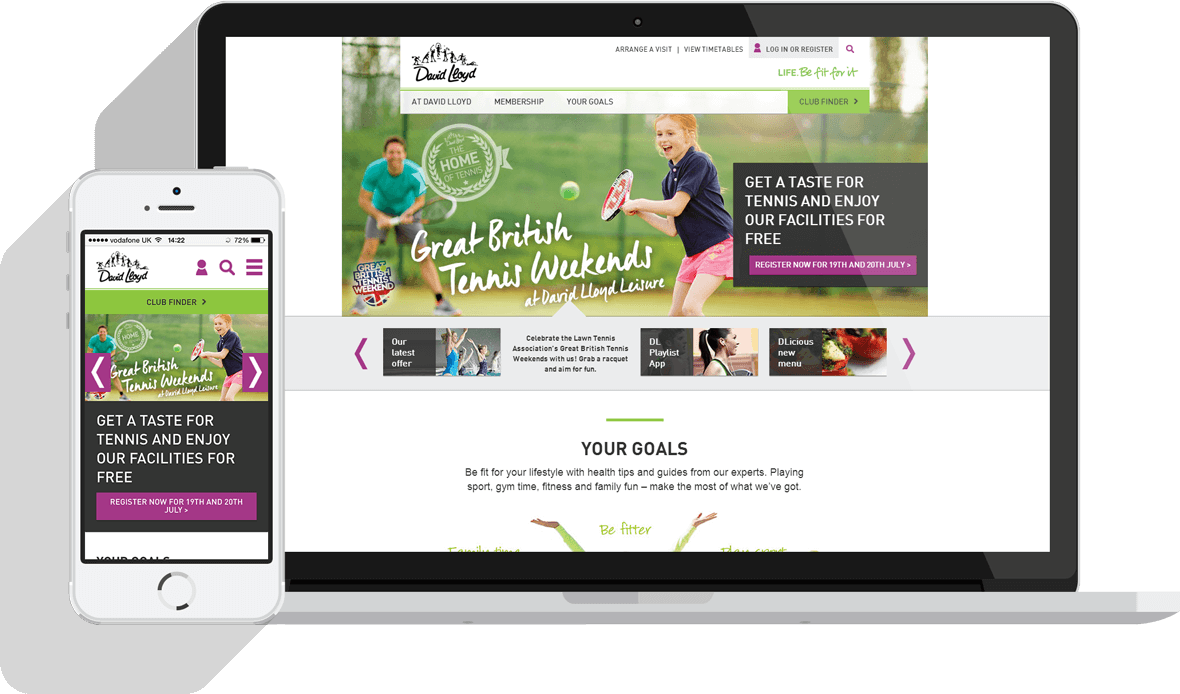 David Lloyd
ARRANGE A VISIT | VIEW TIMETABLES
LOG IN OR REGISTER
LIFE. Be fit for it
AT DAVID LLOYD
MEMBERSHIP
YOUR GOALS
CLUB FINDER >
THE
HOME
OF TENNIS
Great British
Tennis Weekends
at David Lloyd Leisure
GREAT
BRITISH
TENNIS
WEEKEND
GET A TASTE FOR
TENNIS AND ENJOY
OUR FACILITIES FOR
FREE
REGISTER NOW FOR 19TH AND 20TH JULY >
Our
latest
offer
Celebrate the Lawn Tennis
Association's Great British Tennis
Weekends with us! Grab a racquet
and aim for fun.
DL
Playlist
App
DLicious
new
menu
YOUR GOALS
Be fit for your lifestyle with health tips and guides from our experts. Playing
sport, gym time, fitness and family fun – make the most of what we've got.
Be fitter
Family time
Play sport
vodafone UK
14:22
72%
David Lloyd
CLUB FINDER >
HOME
Great British
Tennis Weekends
at David Lloyd Leisure
GET A TASTE FOR
TENNIS AND ENJOY
OUR FACILITIES FOR
FREE
REGISTER NOW FOR 19TH AND 20TH
JULY >
YOUR GOALS